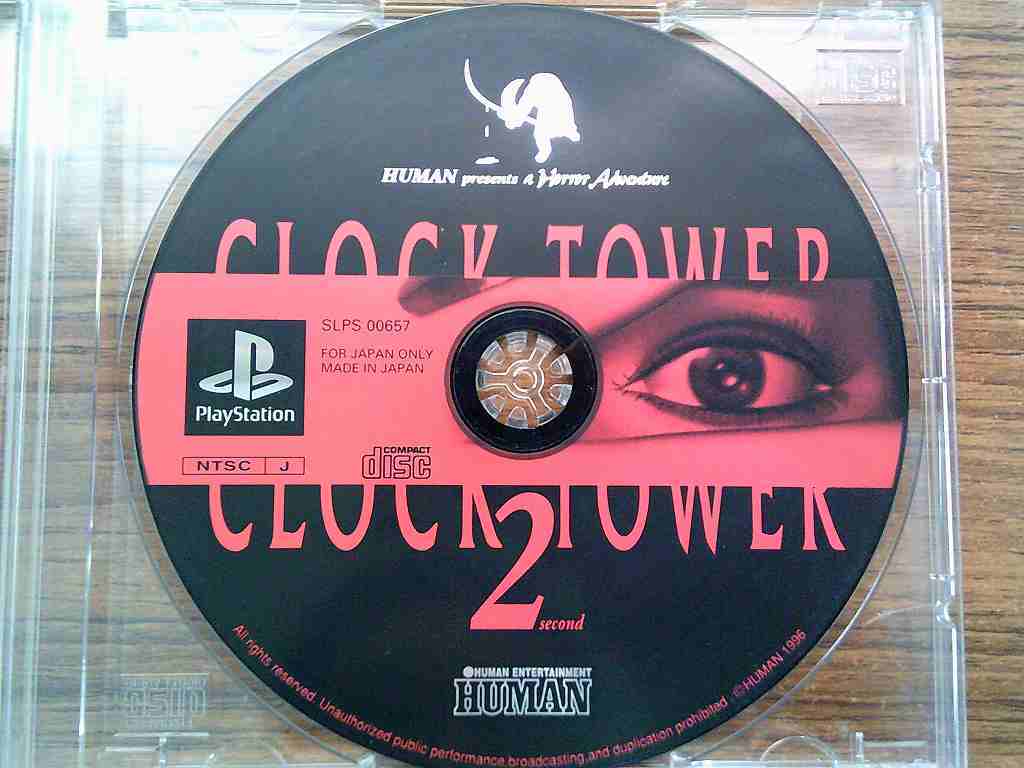 HUMAN presents a Horror Adventure
CLOCK TOWER
PlayStation
SLPS 00657
FOR JAPAN ONLY
MADE IN JAPAN
NTSC J
COMPACT
disc
CLOCK TOWER
2 second
HUMAN ENTERTAINMENT
HUMAN
All rights reserved. Unauthorized public performance, broadcasting, and duplication prohibited. ©HUMAN 1996